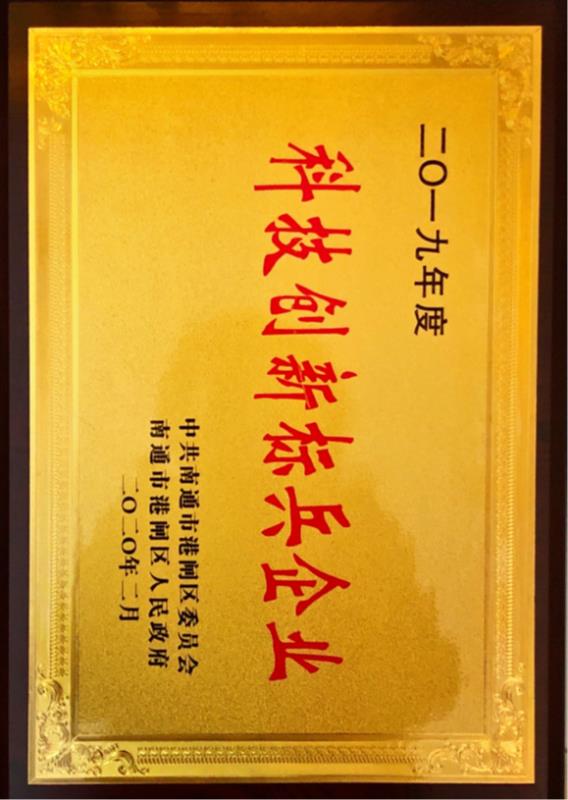 二〇一九年度
科技创新标兵企业
中共南通市港闸区委员会
南通市港闸区人民政府
二〇二〇年二月